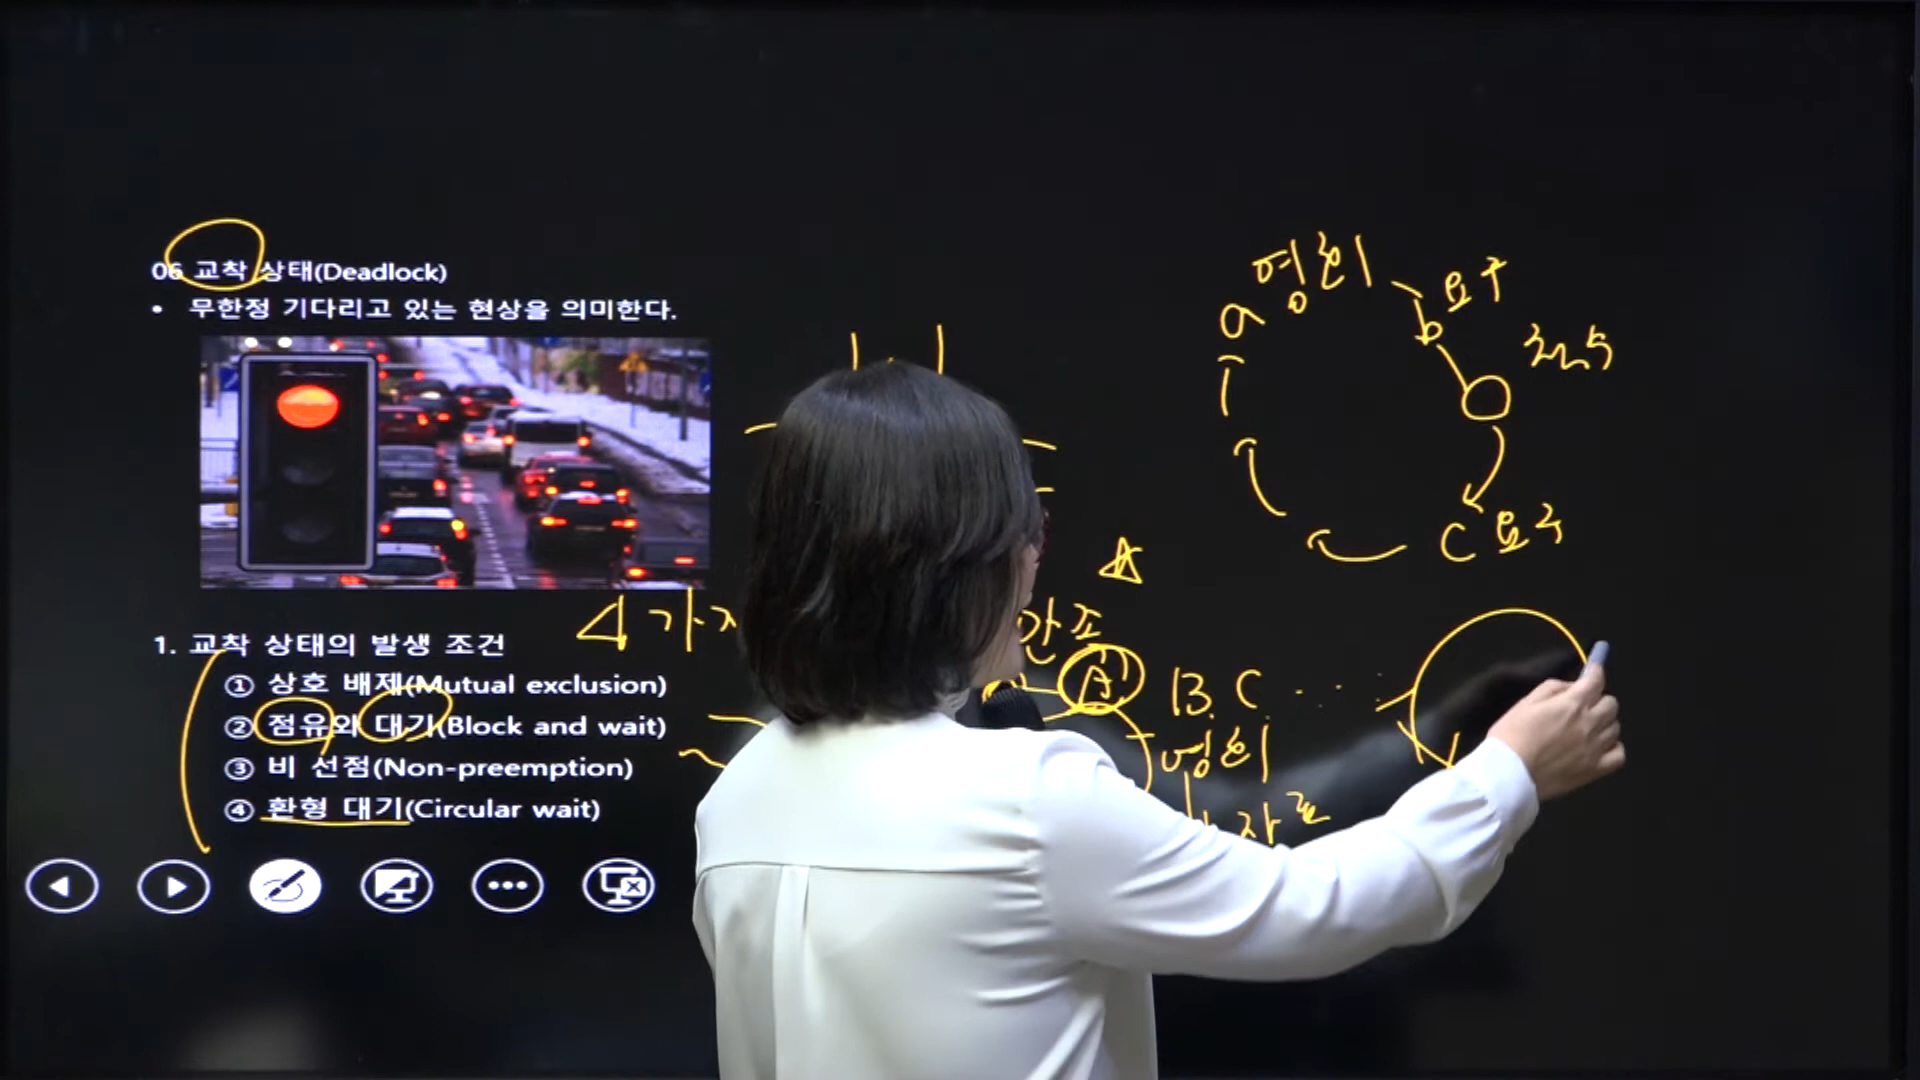 06 교착 상태(Deadlock)
• 무한정 기다리고 있는 현상을 의미한다.
1. 교착 상태의 발생 조건
① 상호 배제(Mutual exclusion)
② 점유와 대기(Block and wait)
③ 비 선점(Non-preemption)
④ 환형 대기(Circular wait)
4가지
A B C
영희
a 영희
b 요구
철수
C 요구